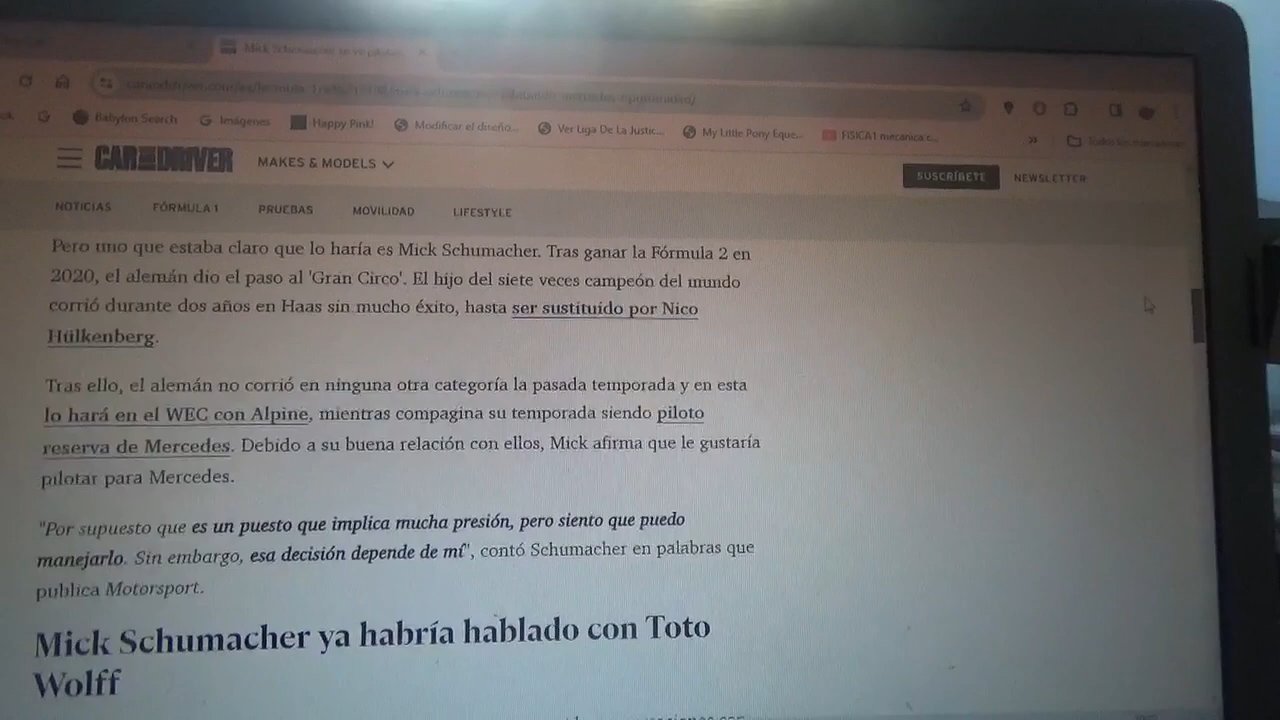 Mick Schumacher se ve pilotan
Babylon Search
Imágenes
Happy Pink!
Modificar el diseño...
Ver Liga De La Justic...
My Little Pony Eque...
FISICA1 mecanica c...
»
CAR AND DRIVER
MAKES & MODELS
SUSCRÍBETE
NEWSLETTER
NOTICIAS
FÓRMULA 1
PRUEBAS
MOVILIDAD
LIFESTYLE
Pero uno que estaba claro que lo haría es Mick Schumacher. Tras ganar la Fórmula 2 en
2020, el alemán dio el paso al 'Gran Circo'. El hijo del siete veces campeón del mundo
corrió durante dos años en Haas sin mucho éxito, hasta ser sustituido por Nico
Hülkenberg.
Tras ello, el alemán no corrió en ninguna otra categoría la pasada temporada y en esta
lo hará en el WEC con Alpine, mientras compagina su temporada siendo piloto
reserva de Mercedes. Debido a su buena relación con ellos, Mick afirma que le gustaría
pilotar para Mercedes.
"Por supuesto que es un puesto que implica mucha presión, pero siento que puedo
manejarlo. Sin embargo, esa decisión depende de mí", contó Schumacher en palabras que
publica Motorsport.
Mick Schumacher ya habría hablado con Toto
Wolff